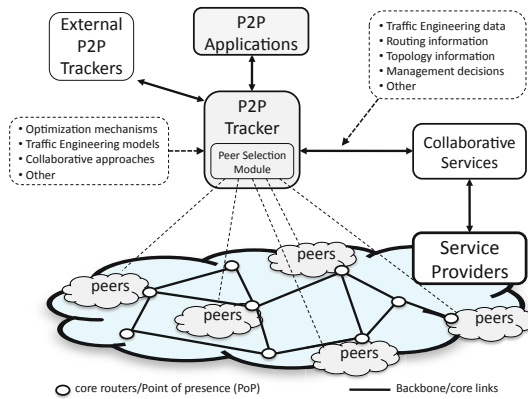 External
P2P
Trackers
P2P
Applications
• Traffic Engineering data
• Routing information
• Topology information
• Management decisions
• Other
P2P
Tracker
Peer Selection
Module
• Optimization mechanisms
• Traffic Engineering models
• Collaborative approaches
• Other
Collaborative
Services
Service
Providers
peers
peers
peers
peers
peers
core routers/Point of presence (PoP)
Backbone/core links